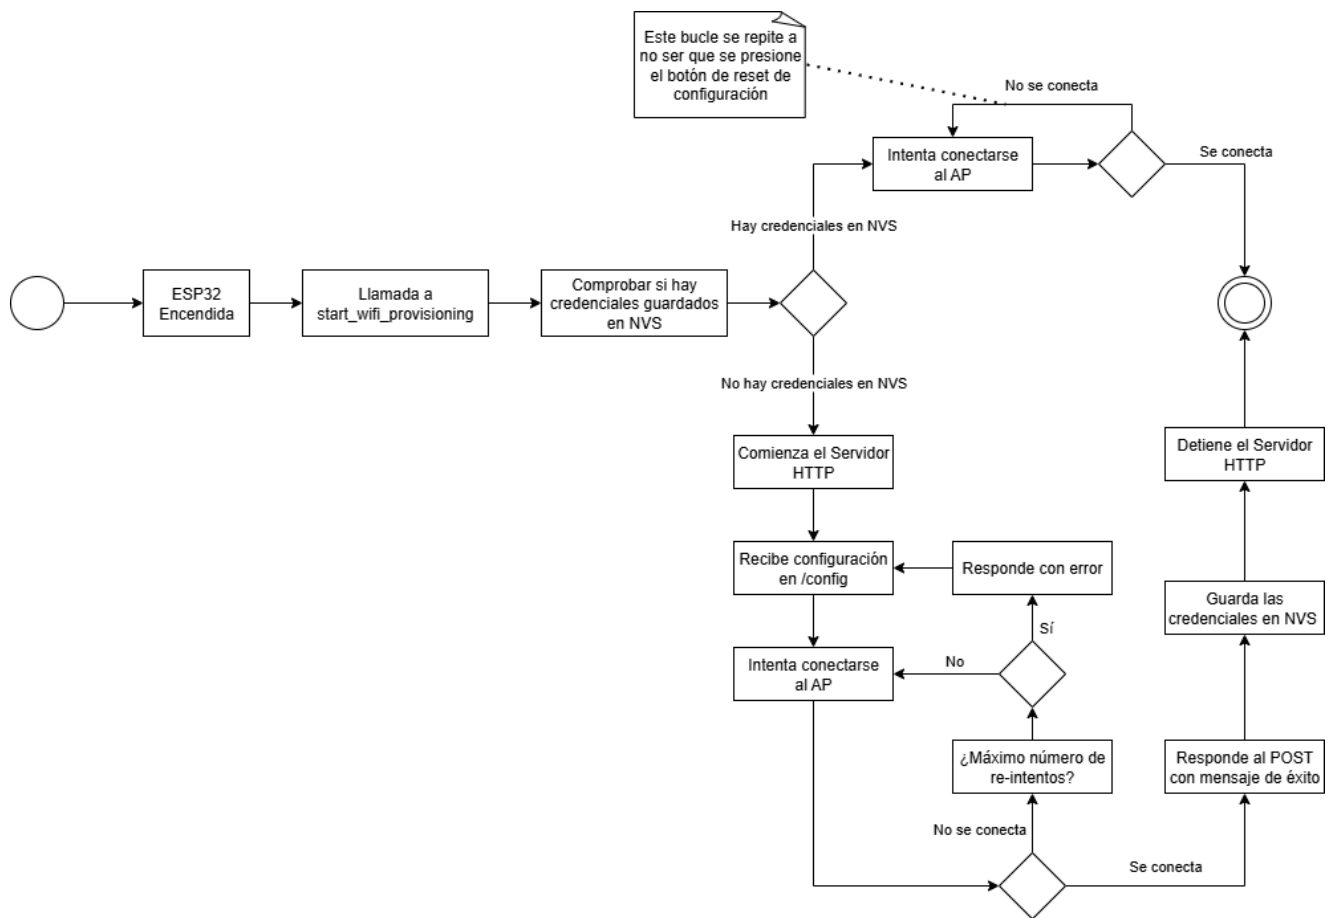 Este bucle se repite a
no ser que se presione
el botón de reset de
configuración
No se conecta
Intenta conectarse
al AP
Se conecta
Hay credenciales en NVS
ESP32
Encendida
Llamada a
start_wifi_provisioning
Comprobar si hay
credenciales guardados
en NVS
No hay credenciales en NVS
Comienza el Servidor
HTTP
Detiene el Servidor
HTTP
Recibe configuración
en /config
Responde con error
Guarda las
credenciales en NVS
Sí
Intenta conectarse
al AP
No
¿Máximo número de
re-intentos?
Responde al POST
con mensaje de éxito
No se conecta
Se conecta